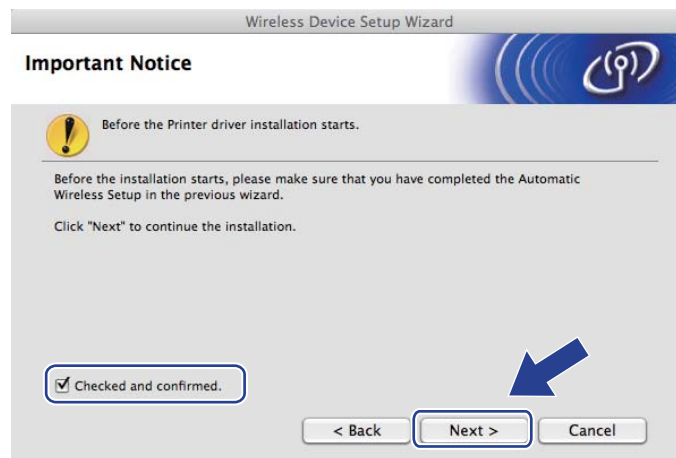 Wireless Device Setup Wizard
Important Notice
Before the Printer driver installation starts.
Before the installation starts, please make sure that you have completed the Automatic
Wireless Setup in the previous wizard.
Click "Next" to continue the installation.
Checked and confirmed.
< Back Next > Cancel